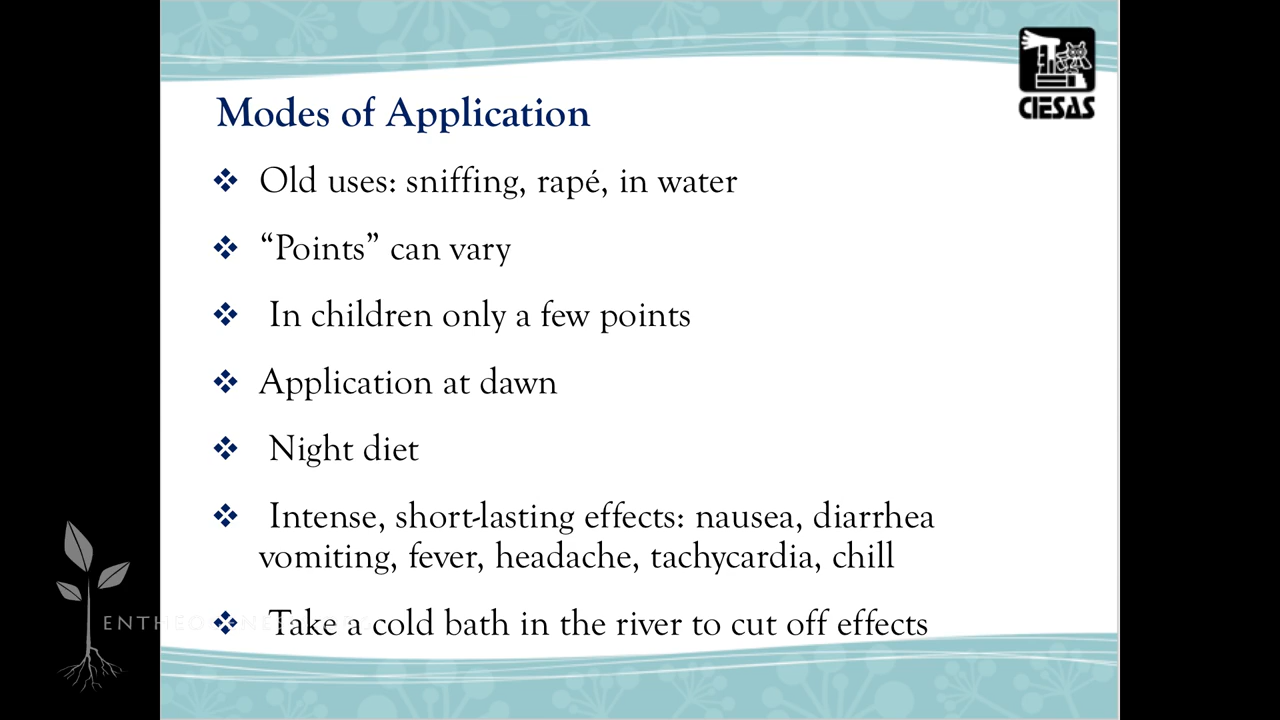 CIESAS
Modes of Application
❖ Old uses: sniffing, rapé, in water
❖ “Points” can vary
❖ In children only a few points
❖ Application at dawn
❖ Night diet
❖ Intense, short-lasting effects: nausea, diarrhea
vomiting, fever, headache, tachycardia, chill
❖ Take a cold bath in the river to cut off effects